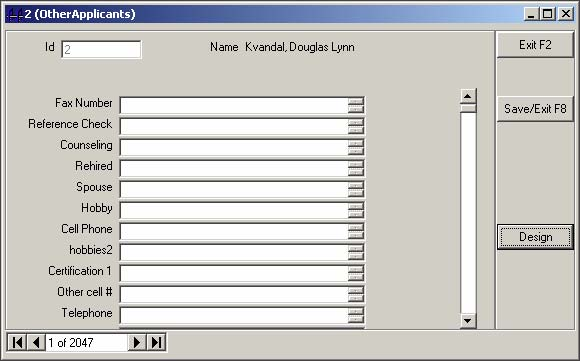 2 (OtherApplicants)
Id 2 Name Kvandal, Douglas Lynn Exit F2
Fax Number
Save/Exit F8
Reference Check
Counseling
Rehired
Spouse
Hobby
Cell Phone
Design
hobbies2
Certification 1
Other cell #
Telephone
1 of 2047